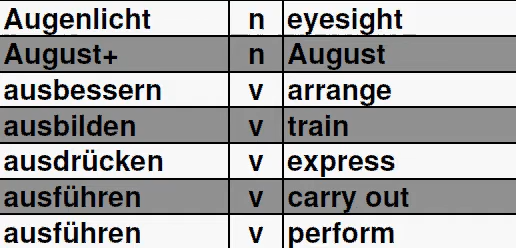 Augenlicht n eyesight
August+ n August
ausbessern v arrange
ausbilden v train
ausdrücken v express
ausführen v carry out
ausführen v perform